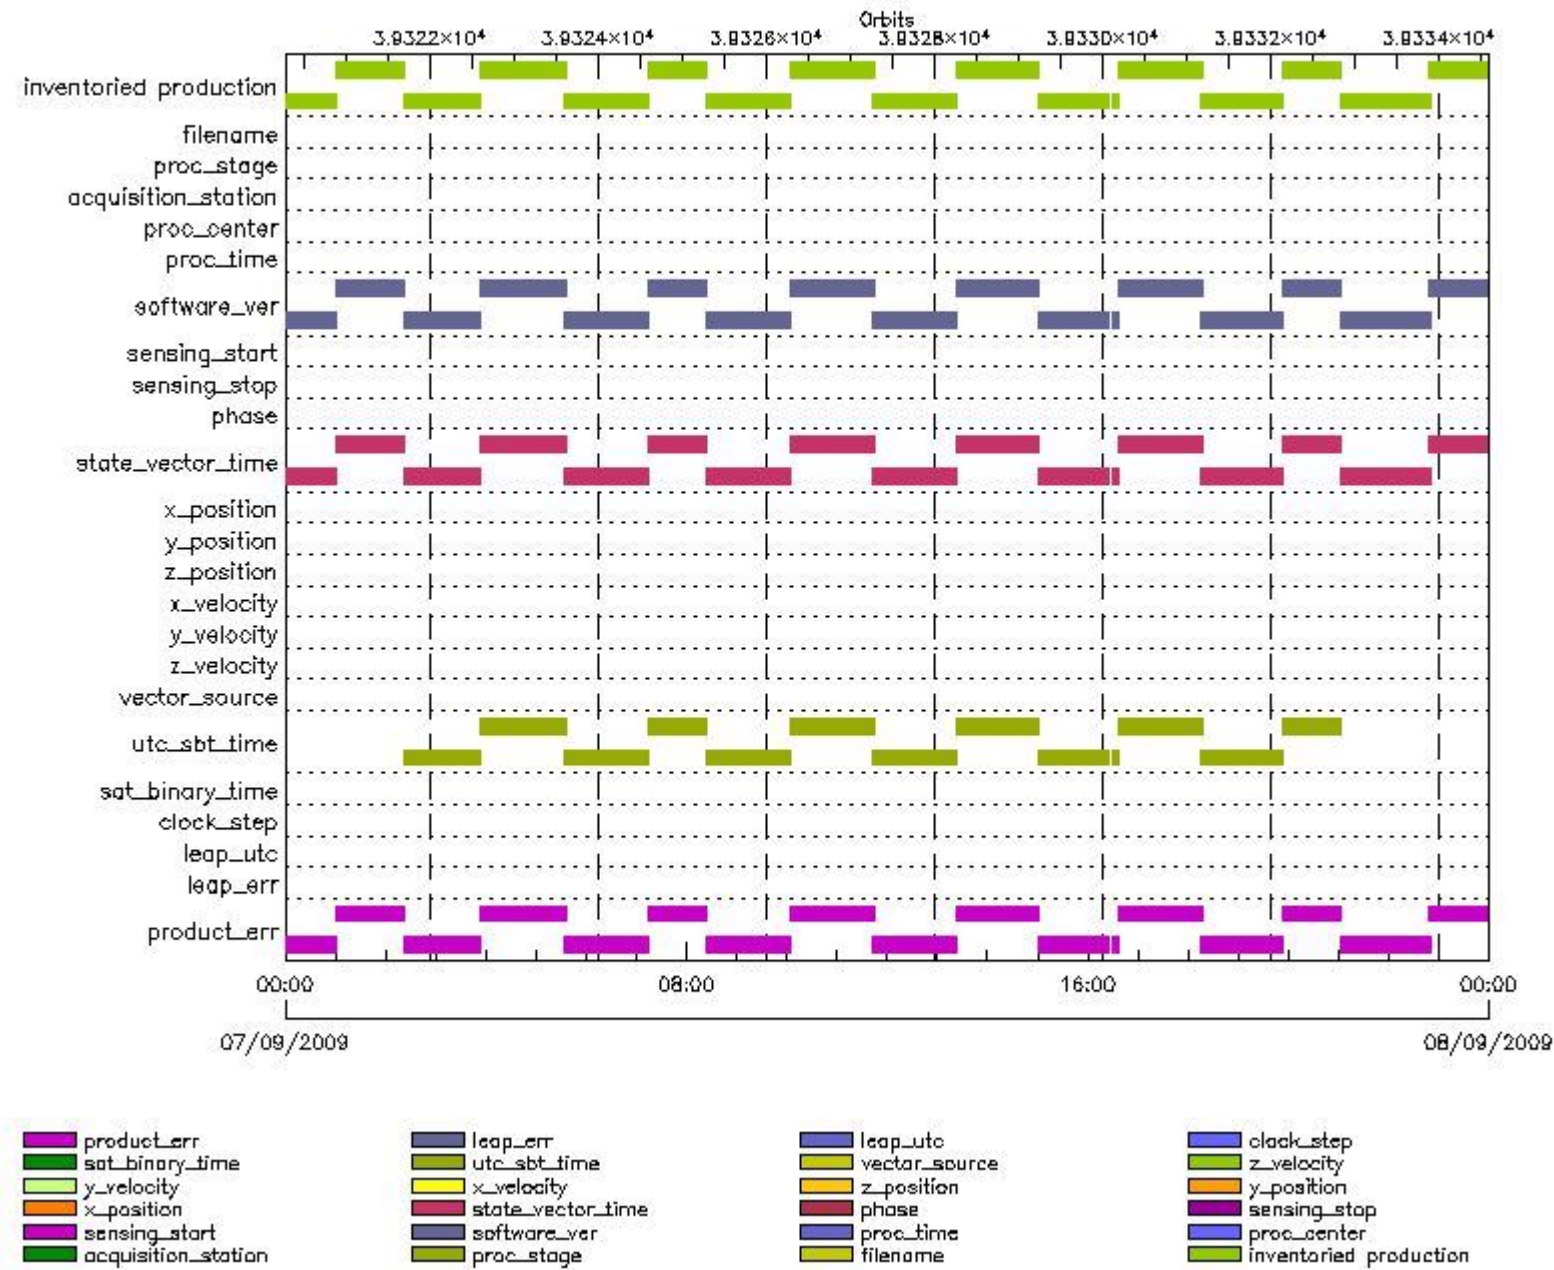 Orbits
3.9322×10⁴ 3.9324×10⁴ 3.9326×10⁴ 3.9328×10⁴ 3.9330×10⁴ 3.9332×10⁴ 3.9334×10⁴
inventoried production
filename
proc_stage
acquisition_station
proc_center
proc_time
software_ver
sensing_start
sensing_stop
phase
state_vector_time
x_position
y_position
z_position
x_velocity
y_velocity
z_velocity
vector_source
utc_sbt_time
sat_binary_time
clock_step
leap_utc
leap_err
product_err
00:00 08:00 16:00 00:00
07/09/2009 08/09/2009
product_err leap_err leap_utc clock_step
sat_binary_time utc_sbt_time vector_source z_velocity
y_velocity x_velocity z_position y_position
x_position state_vector_time phase sensing_stop
sensing_start software_ver proc_time proc_center
acquisition_station proc_stage filename inventoried production